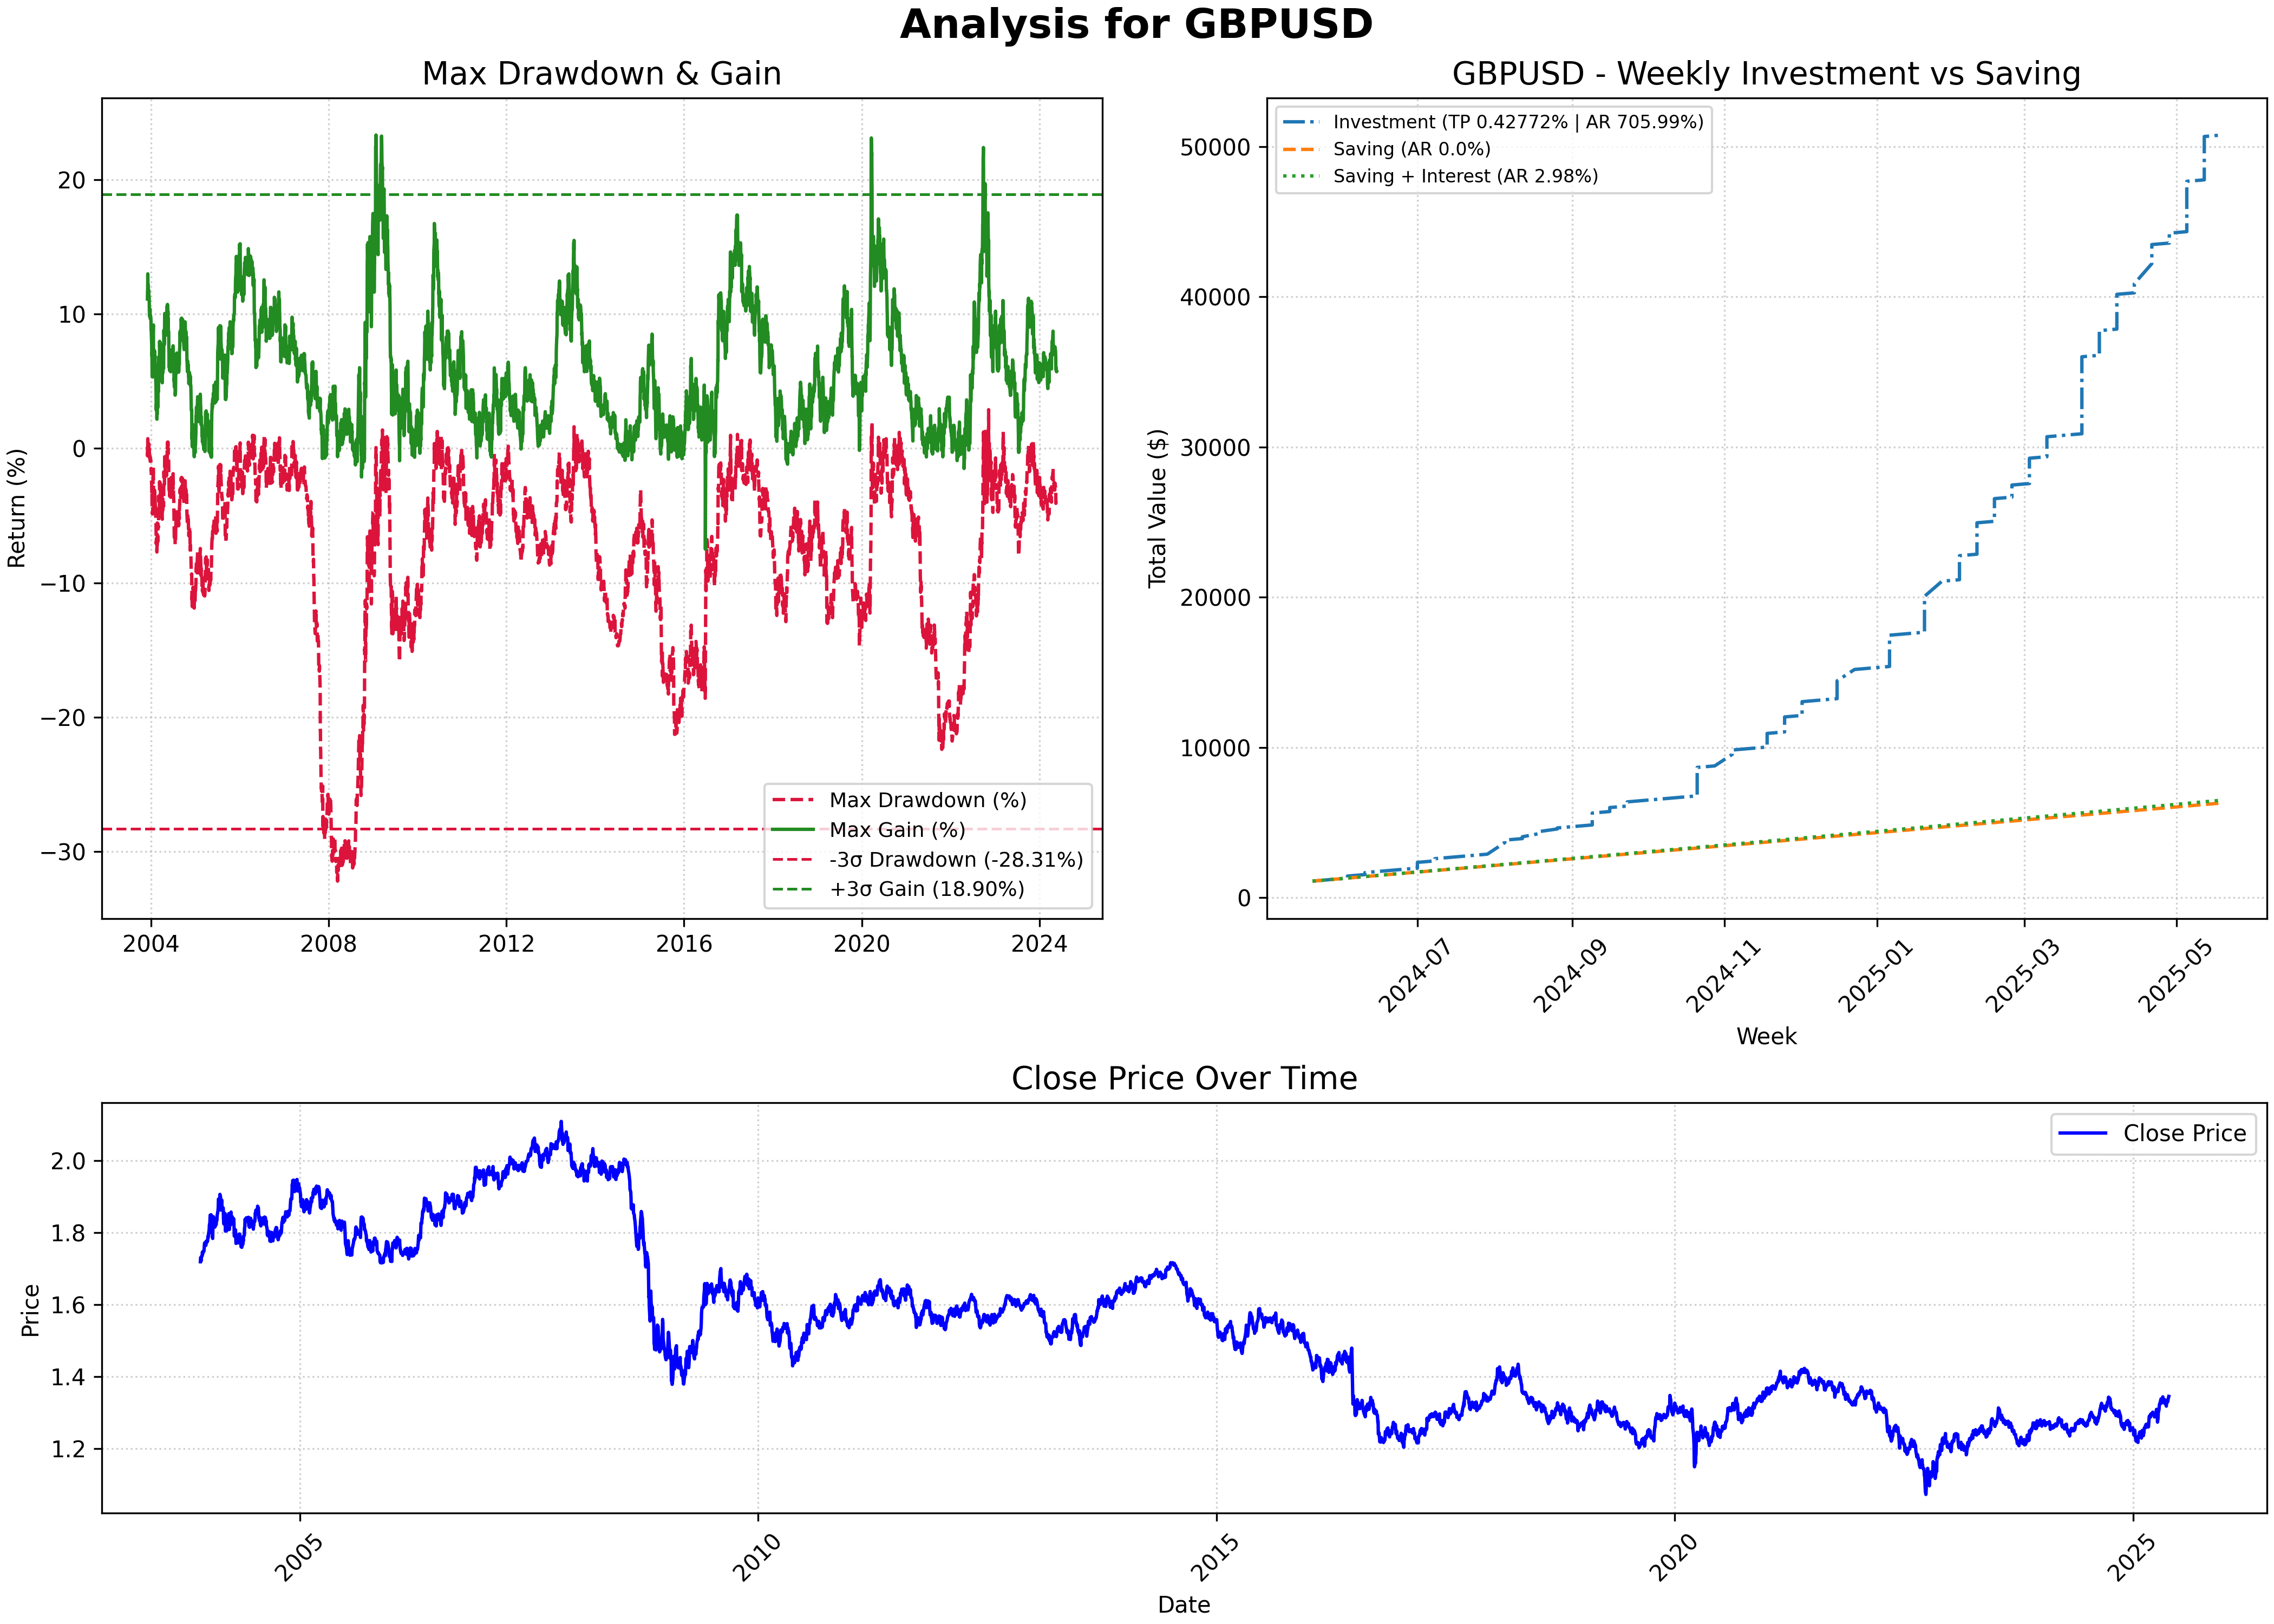 Analysis for GBPUSD
Max Drawdown & Gain
Return (%)
20
10
0
−10
−20
−30
2004
2008
2012
2016
2020
2024
Max Drawdown (%)
Max Gain (%)
-3σ Drawdown (-28.31%)
+3σ Gain (18.90%)
GBPUSD - Weekly Investment vs Saving
Total Value ($)
50000
40000
30000
20000
10000
0
Investment (TP 0.42772% | AR 705.99%)
Saving (AR 0.0%)
Saving + Interest (AR 2.98%)
2024-07
2024-09
2024-11
2025-01
2025-03
2025-05
Week
Close Price Over Time
Price
2.0
1.8
1.6
1.4
1.2
Close Price
2005
2010
2015
2020
2025
Date